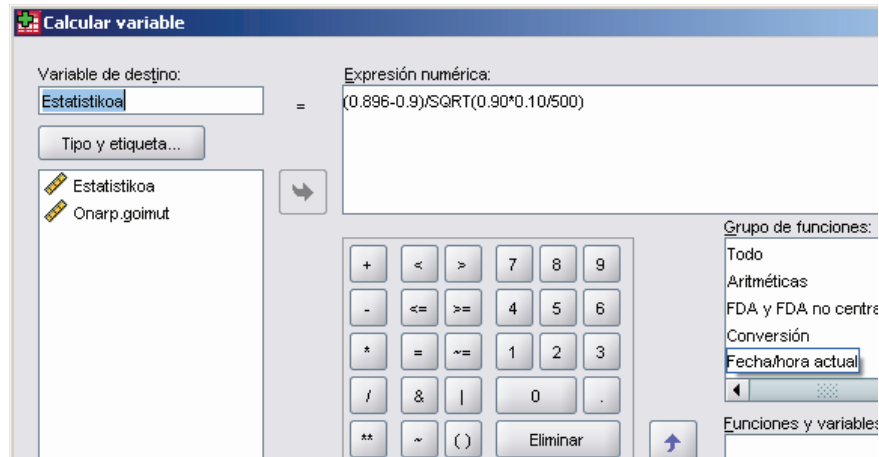 Calcular variable
Variable de destino:
Estatistikoa
=
Expresión numérica:
(0.896-0.9)/SQRT(0.90*0.10/500)
Tipo y etiqueta...
Estatistikoa
Onarp.goimut
+ < > 7 8 9
- <= >= 4 5 6
* = ~= 1 2 3
/ & | 0 .
** ~ ( ) Eliminar
Grupo de funciones:
Todo
Aritméticas
FDA y FDA no centra
Conversión
Fecha/hora actual
Funciones y variables